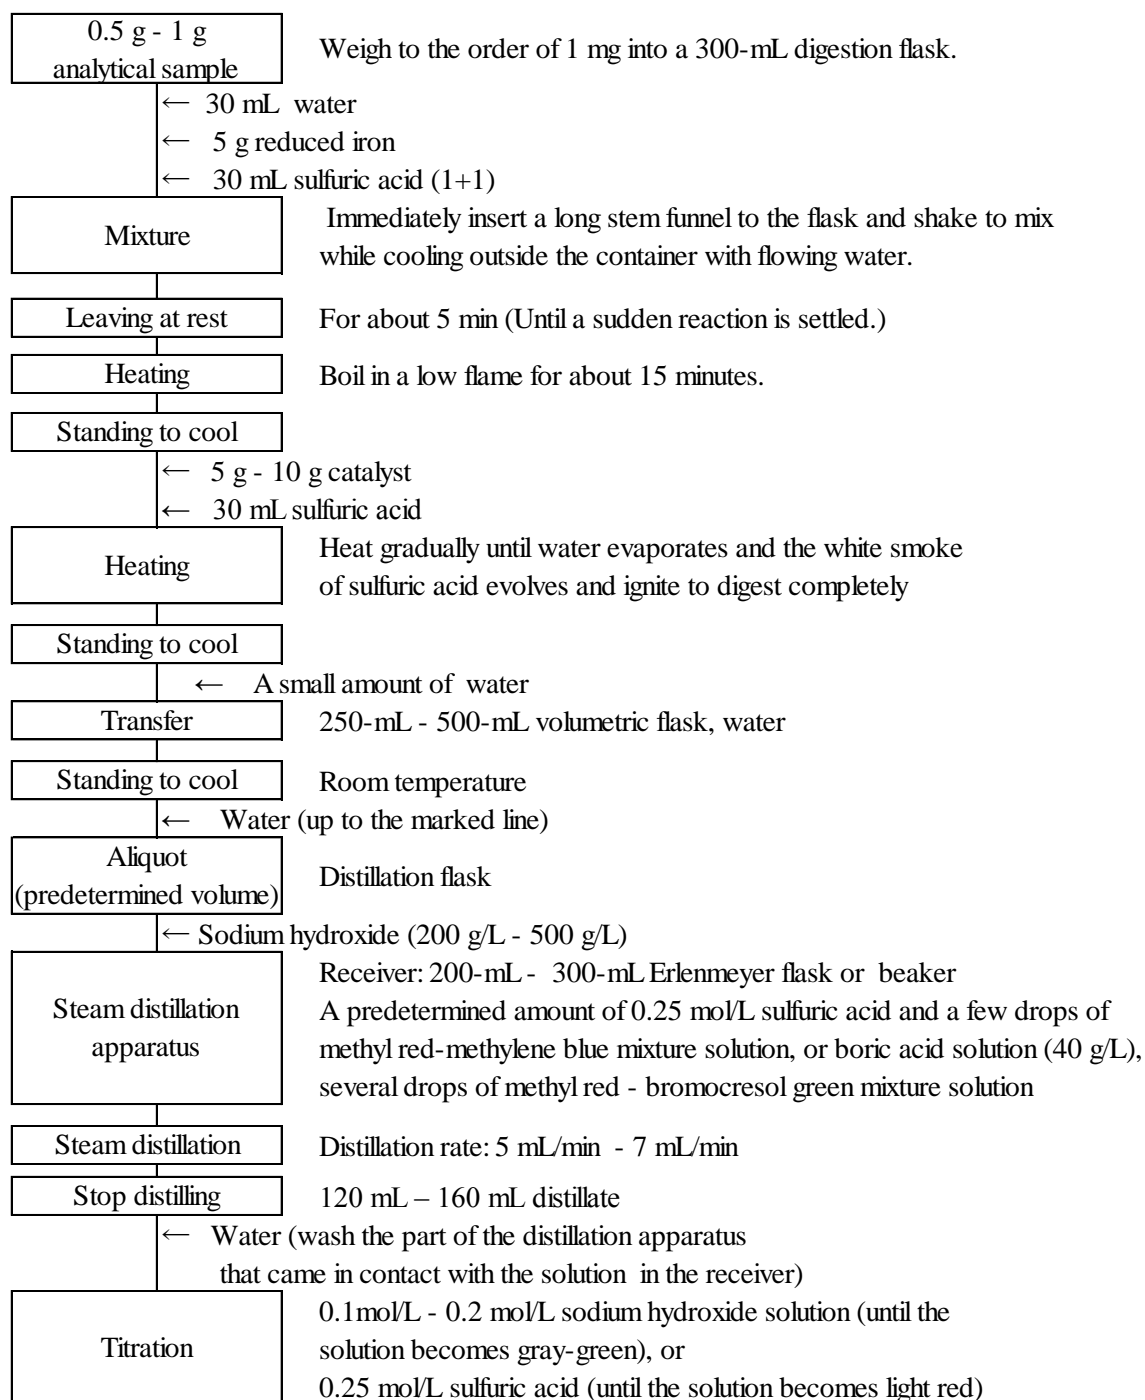 0.5 g - 1 g
analytical sample
Weigh to the order of 1 mg into a 300-mL digestion flask.
← 30 mL water
← 5 g reduced iron
← 30 mL sulfuric acid (1+1)
Mixture
Immediately insert a long stem funnel to the flask and shake to mix
while cooling outside the container with flowing water.
Leaving at rest
For about 5 min (Until a sudden reaction is settled.)
Heating
Boil in a low flame for about 15 minutes.
Standing to cool
← 5 g - 10 g catalyst
← 30 mL sulfuric acid
Heating
Heat gradually until water evaporates and the white smoke
of sulfuric acid evolves and ignite to digest completely
Standing to cool
← A small amount of water
Transfer
250-mL - 500-mL volumetric flask, water
Standing to cool
Room temperature
← Water (up to the marked line)
Aliquot
(predetermined volume)
Distillation flask
← Sodium hydroxide (200 g/L - 500 g/L)
Steam distillation
apparatus
Receiver: 200-mL - 300-mL Erlenmeyer flask or beaker
A predetermined amount of 0.25 mol/L sulfuric acid and a few drops of
methyl red-methylene blue mixture solution, or boric acid solution (40 g/L),
several drops of methyl red - bromocresol green mixture solution
Steam distillation
Distillation rate: 5 mL/min - 7 mL/min
Stop distilling
120 mL – 160 mL distillate
← Water (wash the part of the distillation apparatus
that came in contact with the solution in the receiver)
Titration
0.1mol/L - 0.2 mol/L sodium hydroxide solution (until the
solution becomes gray-green), or
0.25 mol/L sulfuric acid (until the solution becomes light red)